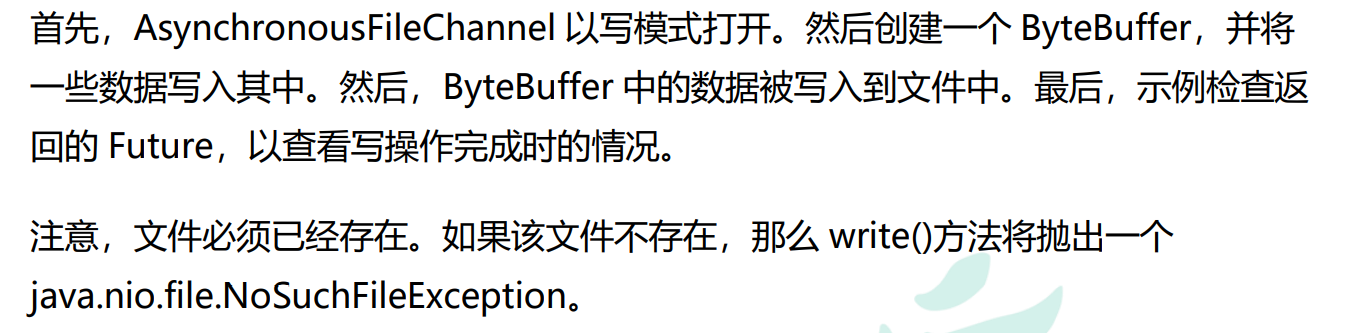 首先，AsynchronousFileChannel 以写模式打开。然后创建一个 ByteBuffer，并将
一些数据写入其中。然后，ByteBuffer 中的数据被写入到文件中。最后，示例检查返
回的 Future，以查看写操作完成时的情况。
注意，文件必须已经存在。如果该文件不存在，那么 write()方法将抛出一个
java.nio.file.NoSuchFileException。